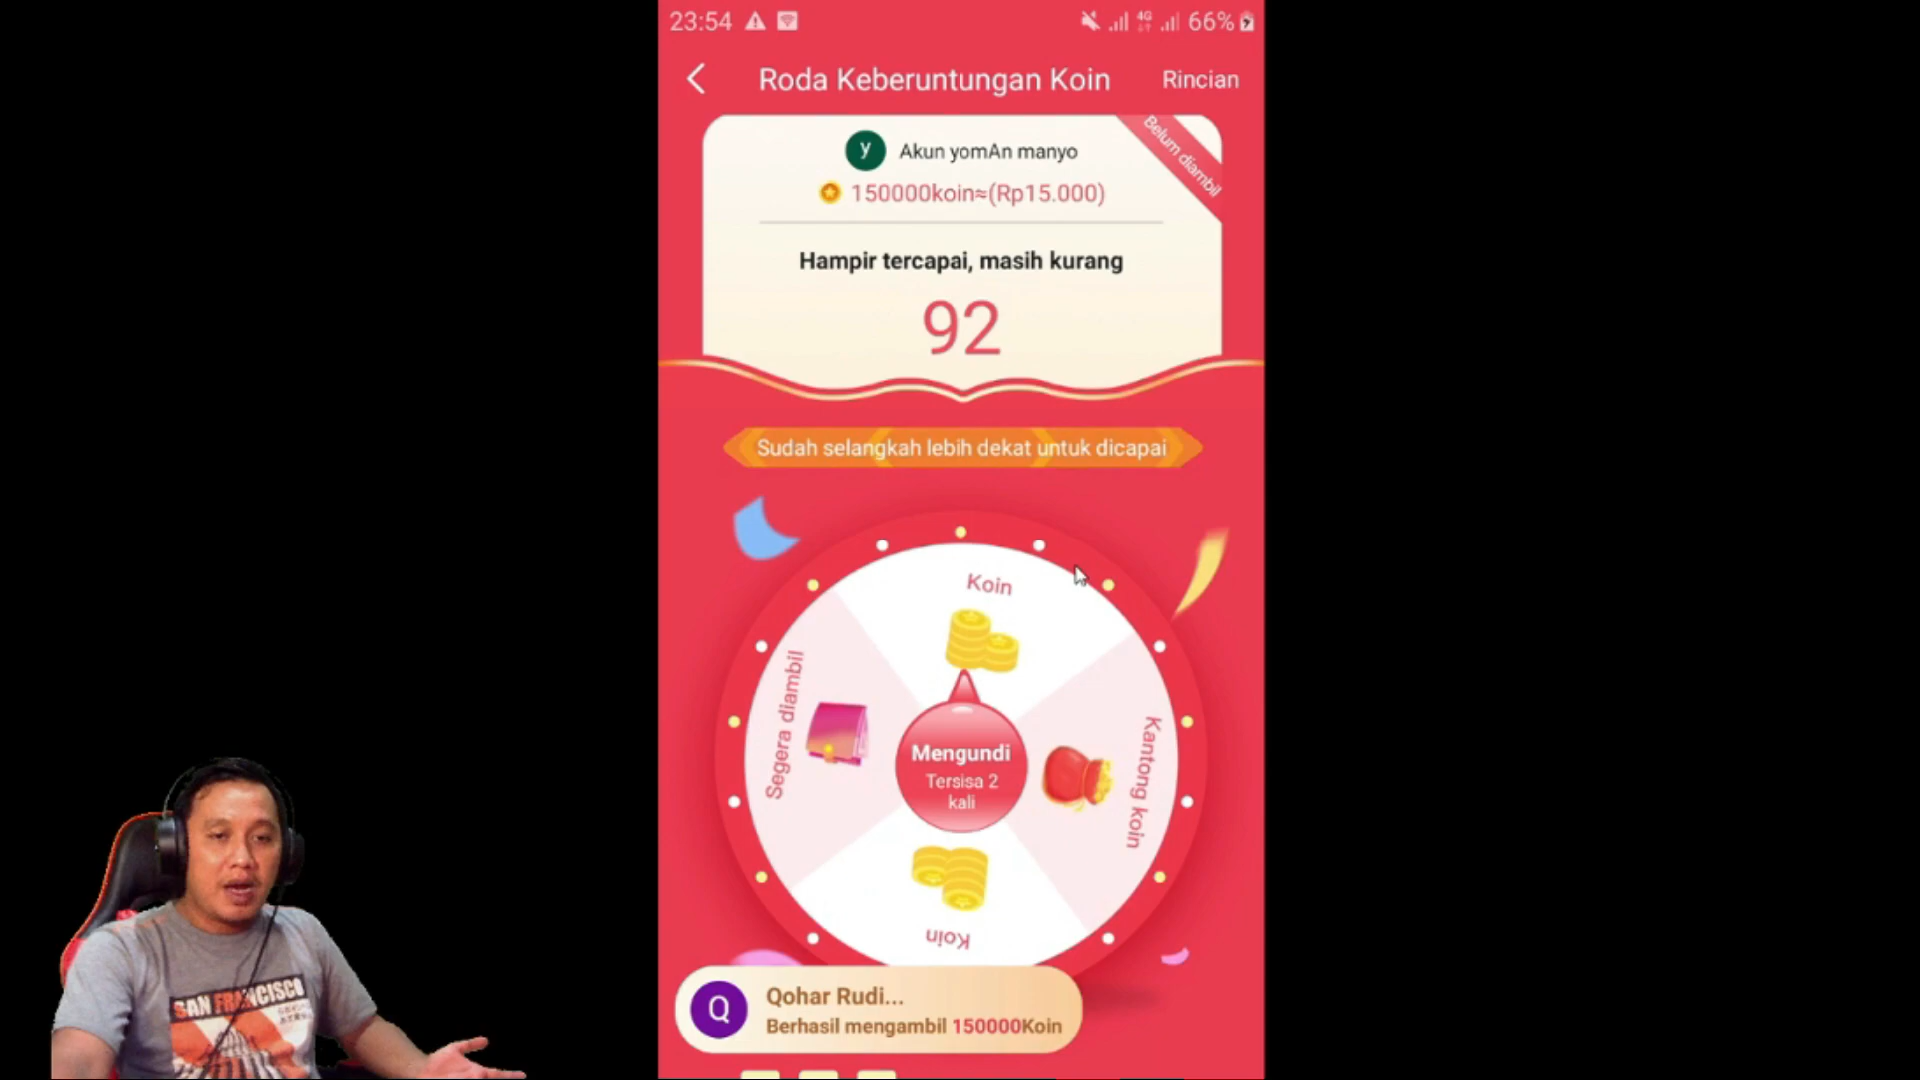 23:54
4G
66%
Roda Keberuntungan Koin
Rincian
Belum diambil
y
Akun yomAn manyo
150000koin≈(Rp15.000)
Hampir tercapai, masih kurang
92
Sudah selangkah lebih dekat untuk dicapai
Koin
Segera diambil
Kantong koin
Mengundi
Tersisa 2
kali
Koin
Q
Qohar Rudi...
Berhasil mengambil 150000Koin
SAN FRANCISCO